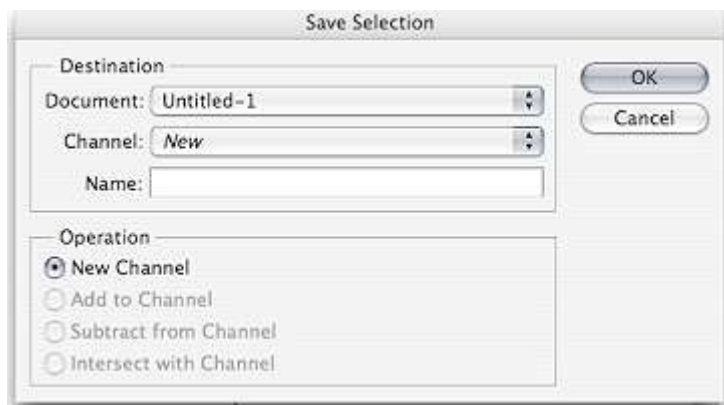 Save Selection
Destination
Document: Untitled-1
Channel: New
Name:
OK
Cancel
Operation
New Channel
Add to Channel
Subtract from Channel
Intersect with Channel